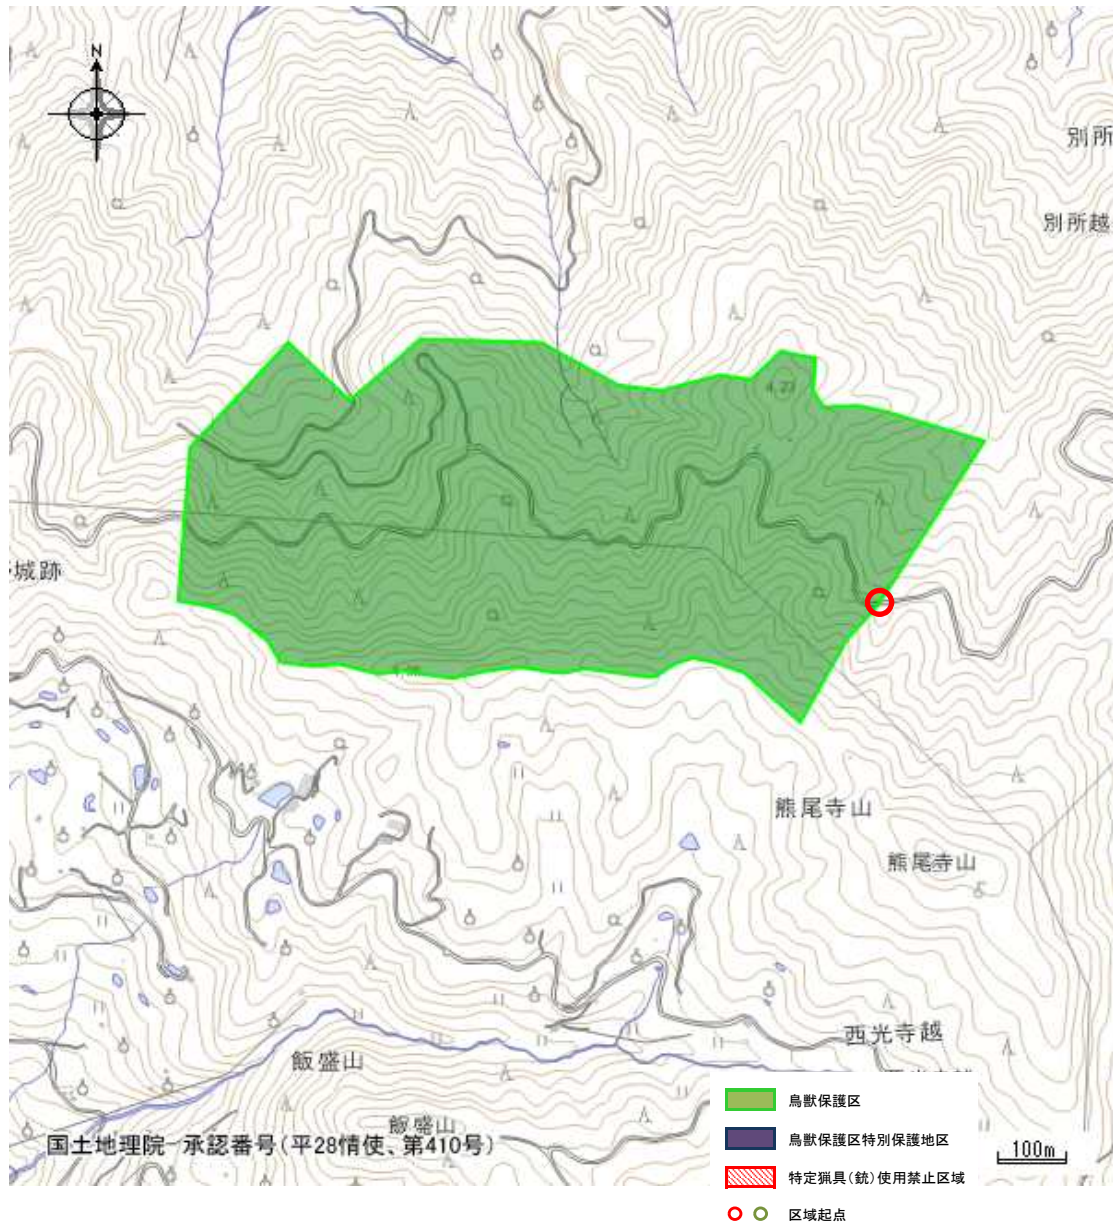 N
別所
別所越
4.23
城跡
熊尾寺山
熊尾寺山
西光寺越
飯盛山
飯盛山
国土地理院 承認番号(平28情使、第410号)
鳥獣保護区
鳥獣保護区特別保護地区
特定猟具(銃)使用禁止区域
区域起点
100m